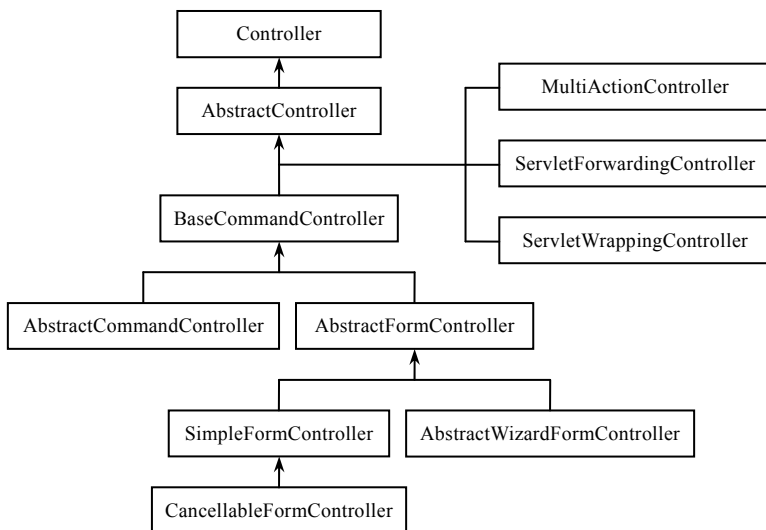 Controller
AbstractController
MultiActionController
ServletForwardingController
BaseCommandController
ServletWrappingController
AbstractCommandController
AbstractFormController
SimpleFormController
AbstractWizardFormController
CancellableFormController